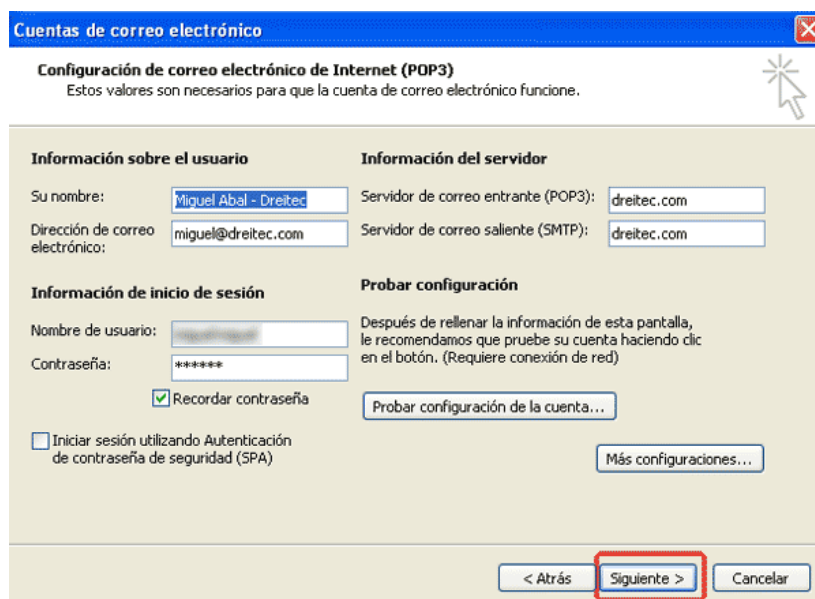 Cuentas de correo electrónico
Configuración de correo electrónico de Internet (POP3)
Estos valores son necesarios para que la cuenta de correo electrónico funcione.
Información sobre el usuario
Su nombre: Miguel Abal - Dreitec
Dirección de correo
electrónico: miguel@dreitec.com
Información del servidor
Servidor de correo entrante (POP3): dreitec.com
Servidor de correo saliente (SMTP): dreitec.com
Información de inicio de sesión
Nombre de usuario:
Contraseña: ******
Recordar contraseña
Iniciar sesión utilizando Autenticación
de contraseña de seguridad (SPA)
Probar configuración
Después de rellenar la información de esta pantalla,
le recomendamos que pruebe su cuenta haciendo clic
en el botón. (Requiere conexión de red)
Probar configuración de la cuenta...
Más configuraciones...
< Atrás
Siguiente >
Cancelar